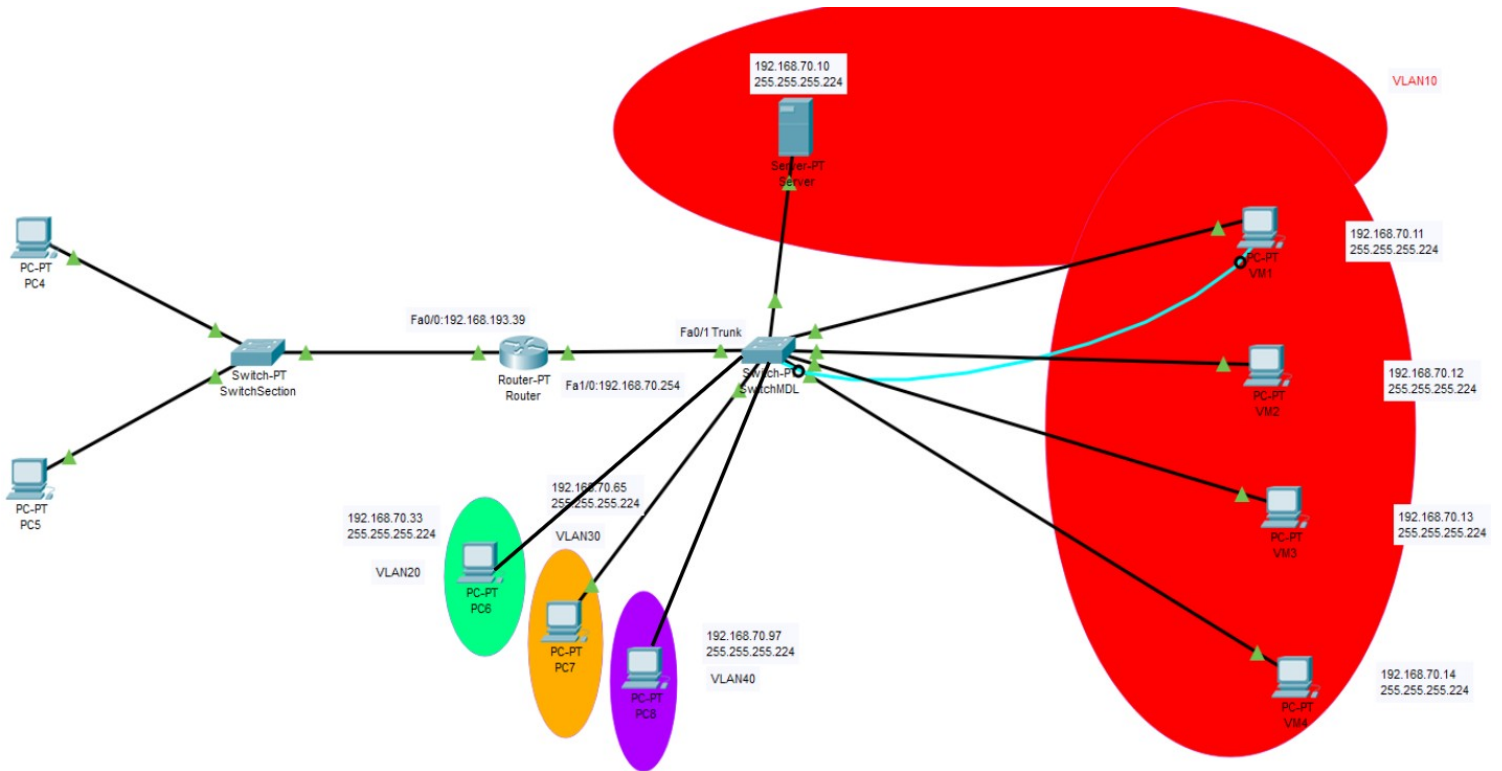 192.168.70.10
255.255.255.224
VLAN10
Server-PT
Server
192.168.70.11
255.255.255.224
PC-PT
VM1
PC-PT
PC4
Fa0/0:192.168.193.39
Fa0/1 Trunk
Switch-PT
SwitchSection
Router-PT
Router
Fa1/0:192.168.70.254
Switch-PT
SwitchMDL
192.168.70.12
255.255.255.224
PC-PT
VM2
PC-PT
PC5
192.168.70.65
255.255.255.224
VLAN30
192.168.70.33
255.255.255.224
VLAN20
192.168.70.13
255.255.255.224
PC-PT
VM3
PC-PT
PC6
PC-PT
PC7
192.168.70.97
255.255.255.224
VLAN40
PC-PT
PC8
192.168.70.14
255.255.255.224
PC-PT
VM4